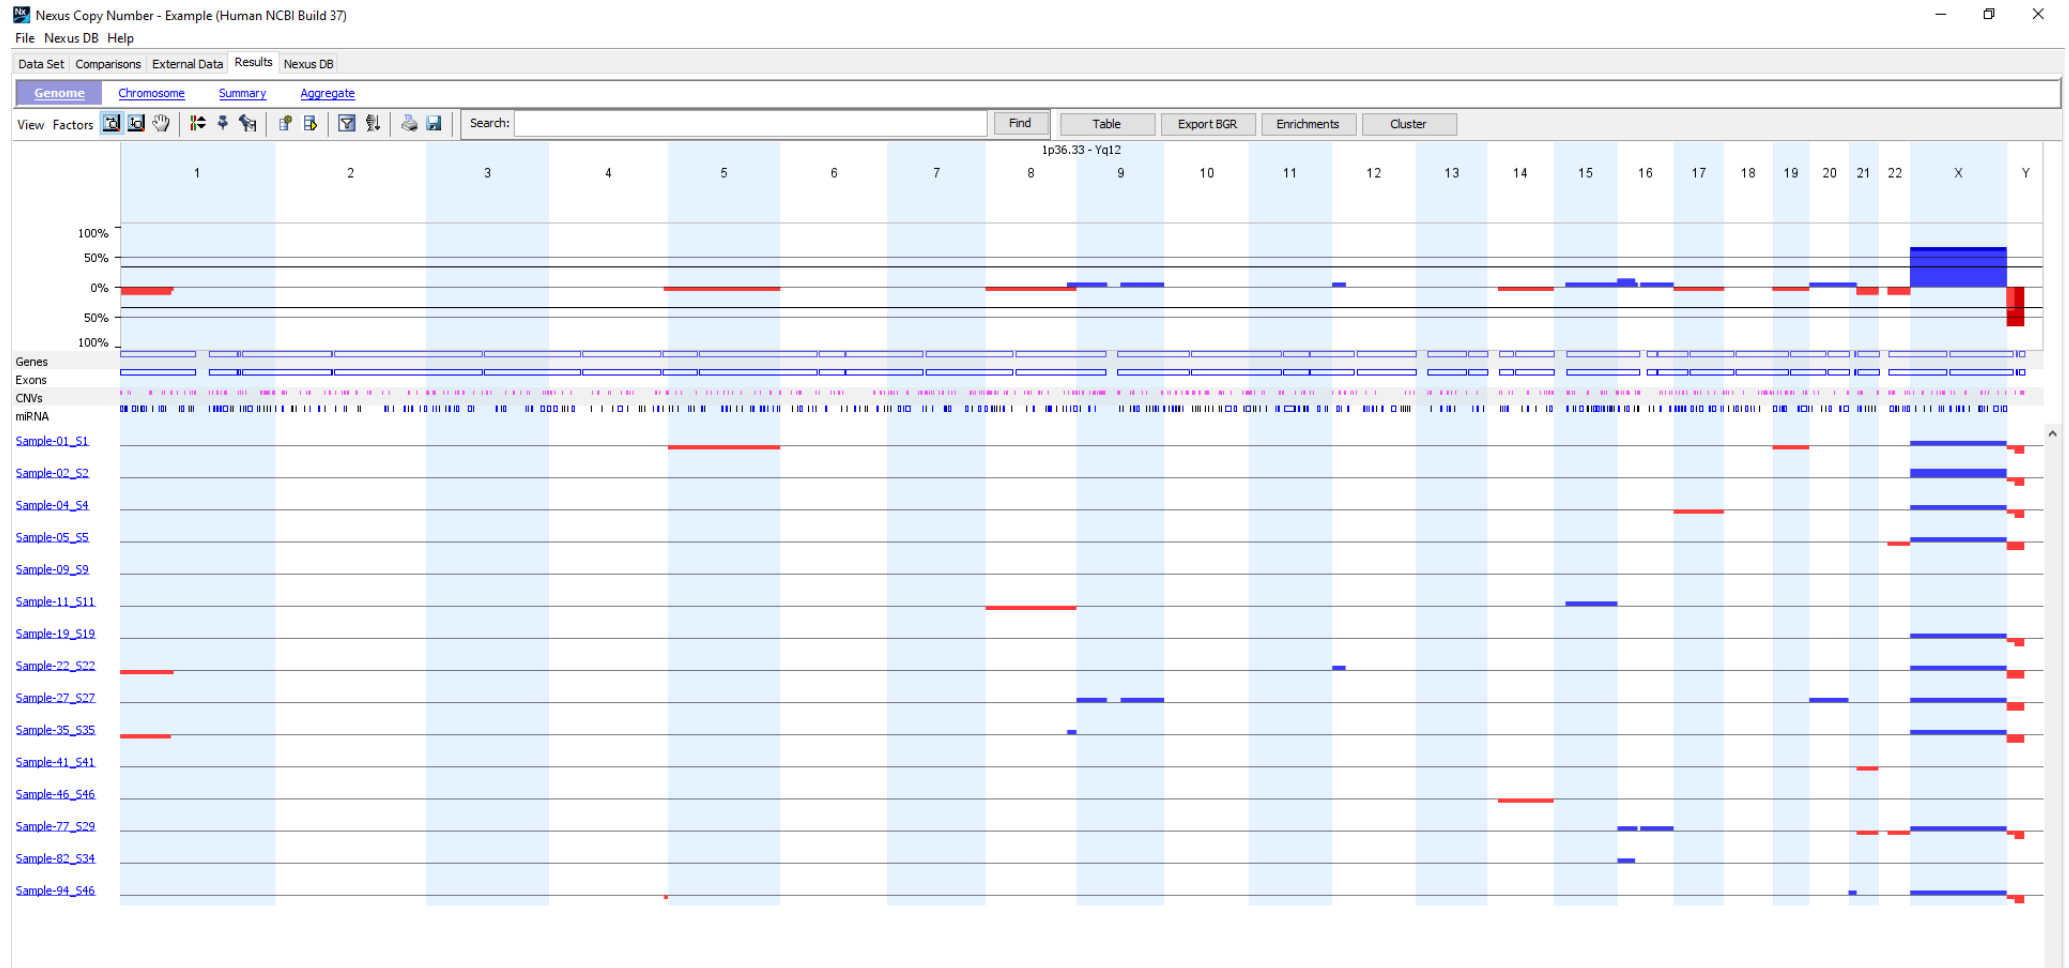 Nexus Copy Number - Example (Human NCBI Build 37)
File Nexus DB Help
Data Set Comparisons External Data Results Nexus DB
Genome Chromosome Summary Aggregate
View Factors Search: Find Table Export BGR Enrichments Cluster
1p36.33 - Yq12
1 2 3 4 5 6 7 8 9 10 11 12 13 14 15 16 17 18 19 20 21 22 X Y
100%
50%
0%
50%
100%
Genes
Exons
CNVs
miRNA
Sample-01_S1
Sample-02_S2
Sample-04_S4
Sample-05_S5
Sample-09_S9
Sample-11_S11
Sample-19_S19
Sample-22_S22
Sample-27_S27
Sample-35_S35
Sample-41_S41
Sample-46_S46
Sample-77_S29
Sample-82_S34
Sample-94_S46